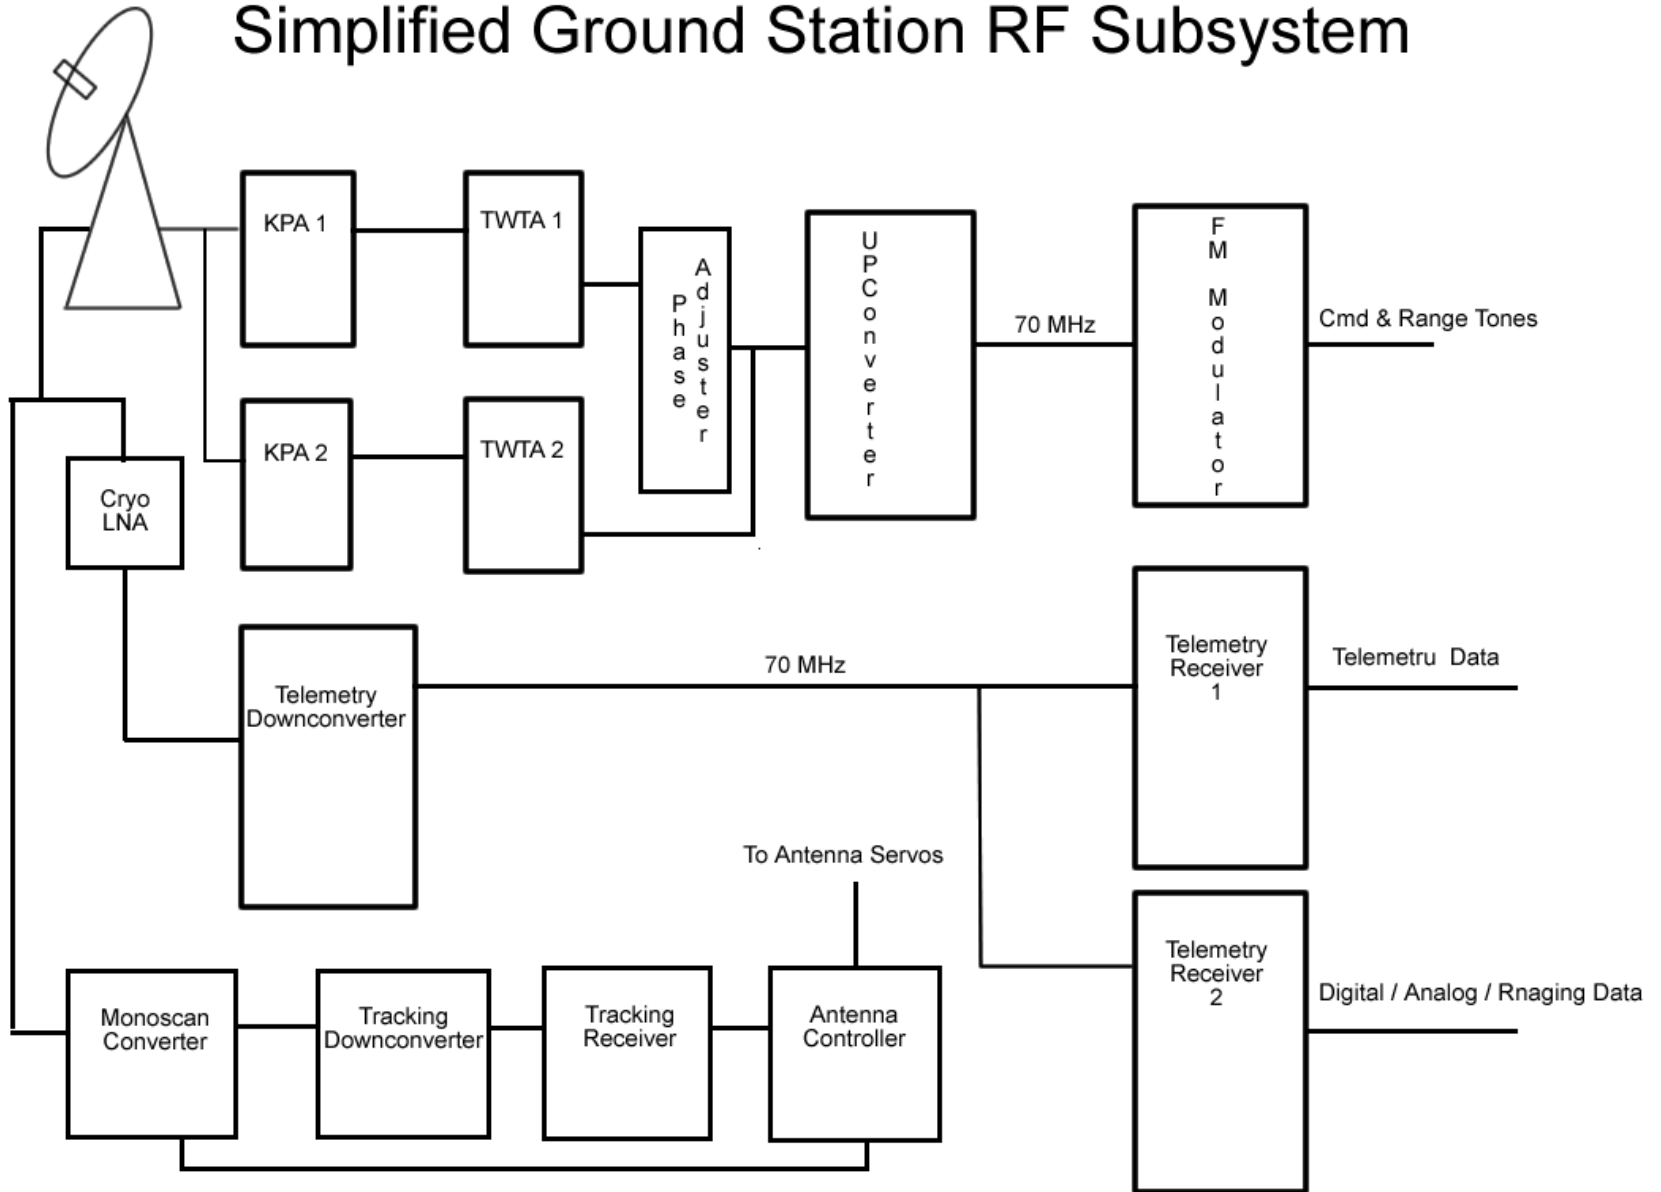 Simplified Ground Station RF Subsystem
KPA 1
TWTA 1
Phase
Adjuster
UPConverter
70 MHz
FM Modulator
Cmd & Range Tones
KPA 2
TWTA 2
Cryo
LNA
Telemetry
Downconverter
70 MHz
Telemetry
Receiver
1
Telemetru Data
To Antenna Servos
Monoscan
Converter
Tracking
Downconverter
Tracking
Receiver
Antenna
Controller
Telemetry
Receiver
2
Digital / Analog / Rnaging Data